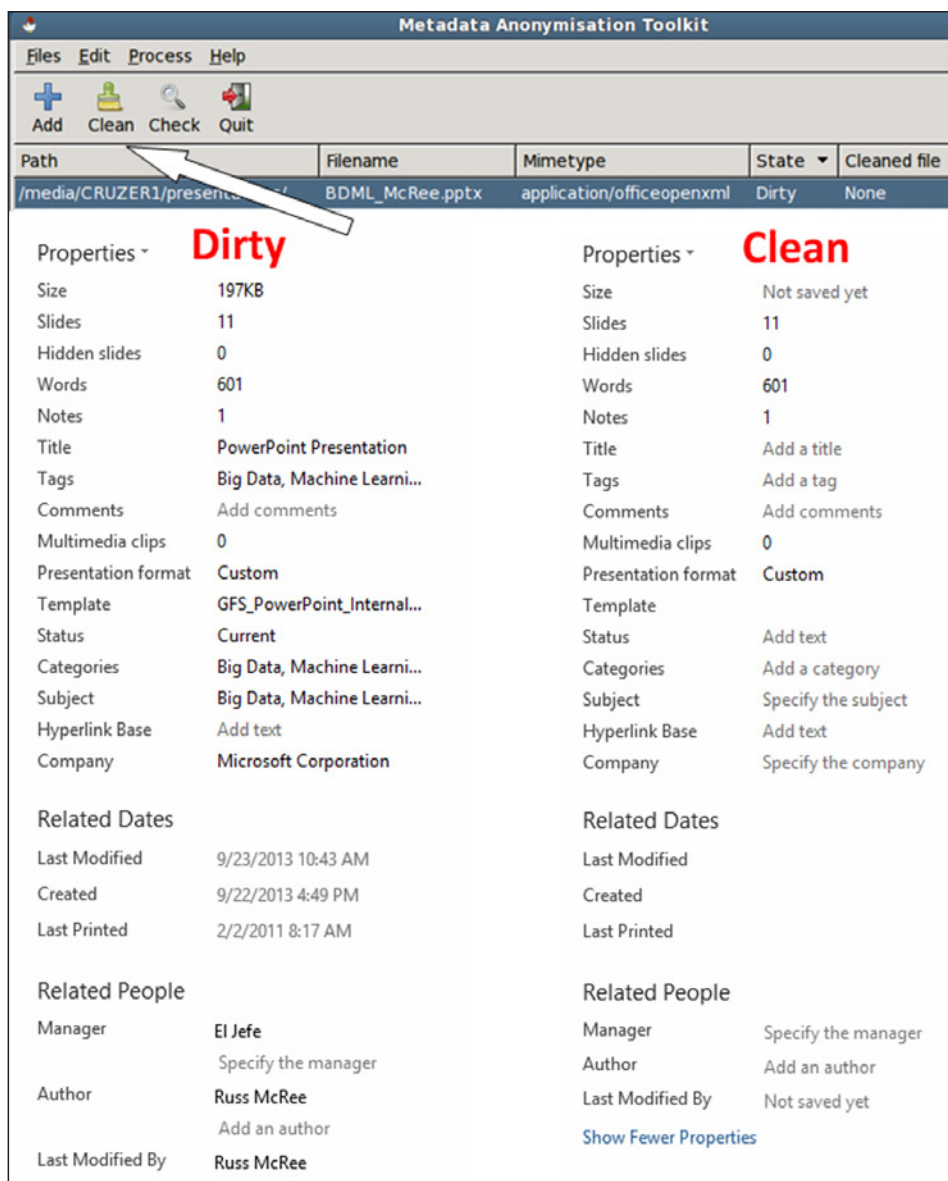 Metadata Anonymisation Toolkit
Files Edit Process Help
Add Clean Check Quit
Path Filename Mimetype State Cleaned file
/media/CRUZER1/ BDML_McRee.pptx application/officeopenxml Dirty None
Properties Dirty
Size 197KB
Slides 11
Hidden slides 0
Words 601
Notes 1
Title PowerPoint Presentation
Tags Big Data, Machine Learni...
Comments Add comments
Multimedia clips 0
Presentation format Custom
Template GFS_PowerPoint_Internal...
Status Current
Categories Big Data, Machine Learni...
Subject Big Data, Machine Learni...
Hyperlink Base Add text
Company Microsoft Corporation
Related Dates
Last Modified 9/23/2013 10:43 AM
Created 9/22/2013 4:49 PM
Last Printed 2/2/2011 8:17 AM
Related People
Manager El Jefe
Specify the manager
Author Russ McRee
Add an author
Last Modified By Russ McRee
Properties Clean
Size Not saved yet
Slides 11
Hidden slides 0
Words 601
Notes 1
Title Add a title
Tags Add a tag
Comments Add comments
Multimedia clips 0
Presentation format Custom
Template
Status Add text
Categories Add a category
Subject Specify the subject
Hyperlink Base Add text
Company Specify the company
Related Dates
Last Modified
Created
Last Printed
Related People
Manager Specify the manager
Author Add an author
Last Modified By Not saved yet
Show Fewer Properties